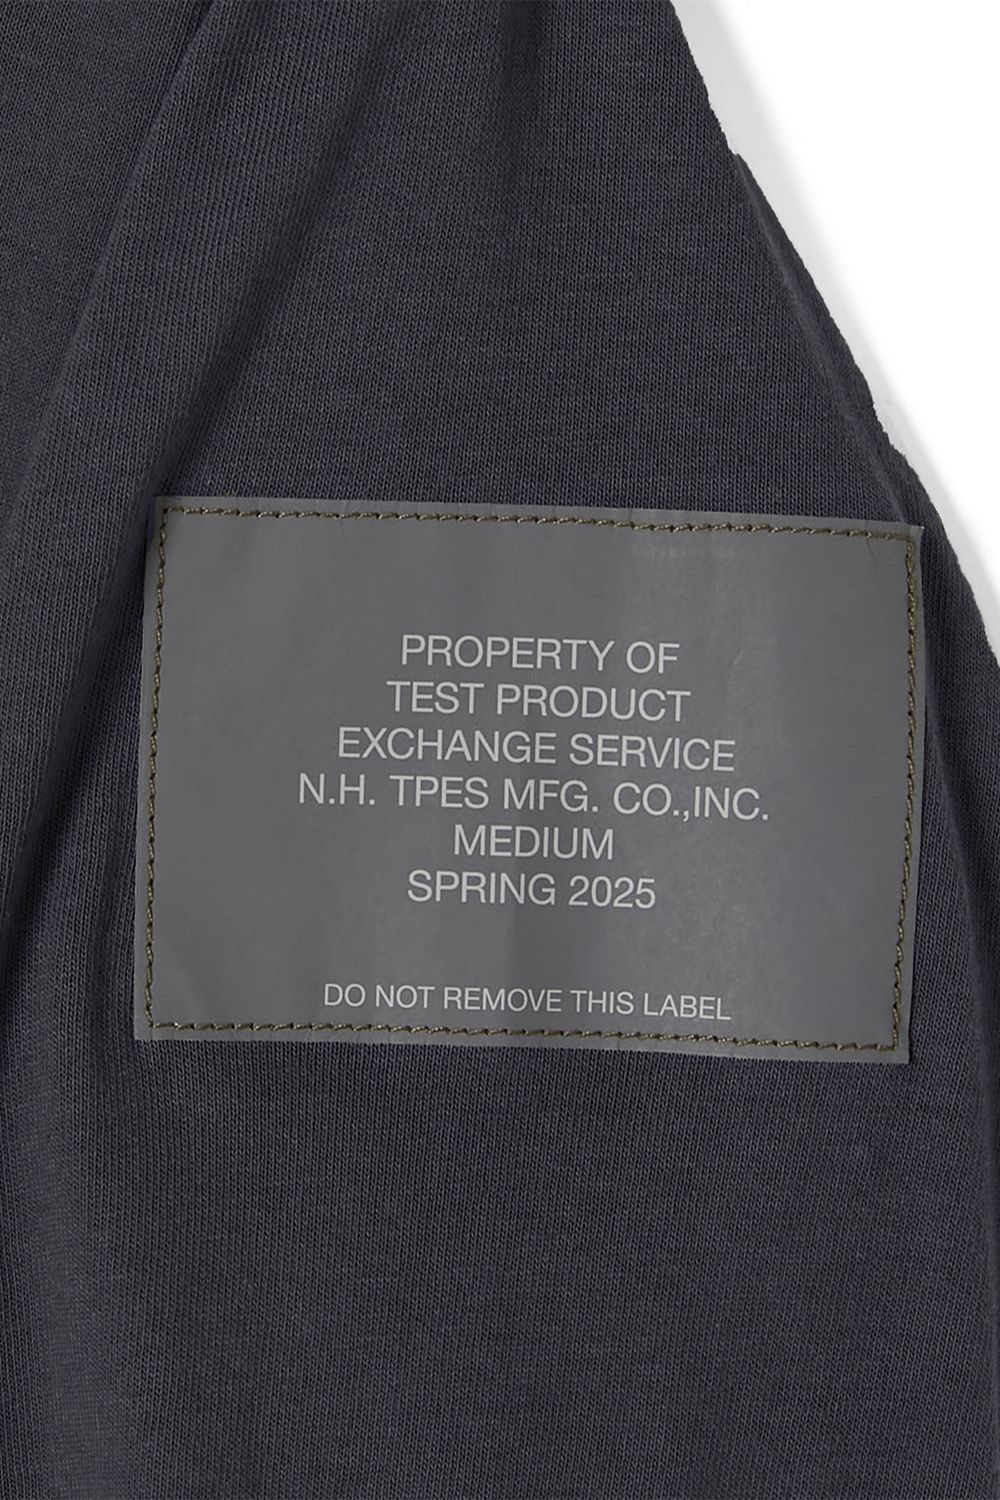 PROPERTY OF
TEST PRODUCT
EXCHANGE SERVICE
N.H. TPES MFG. CO.,INC.
MEDIUM
SPRING 2025
DO NOT REMOVE THIS LABEL